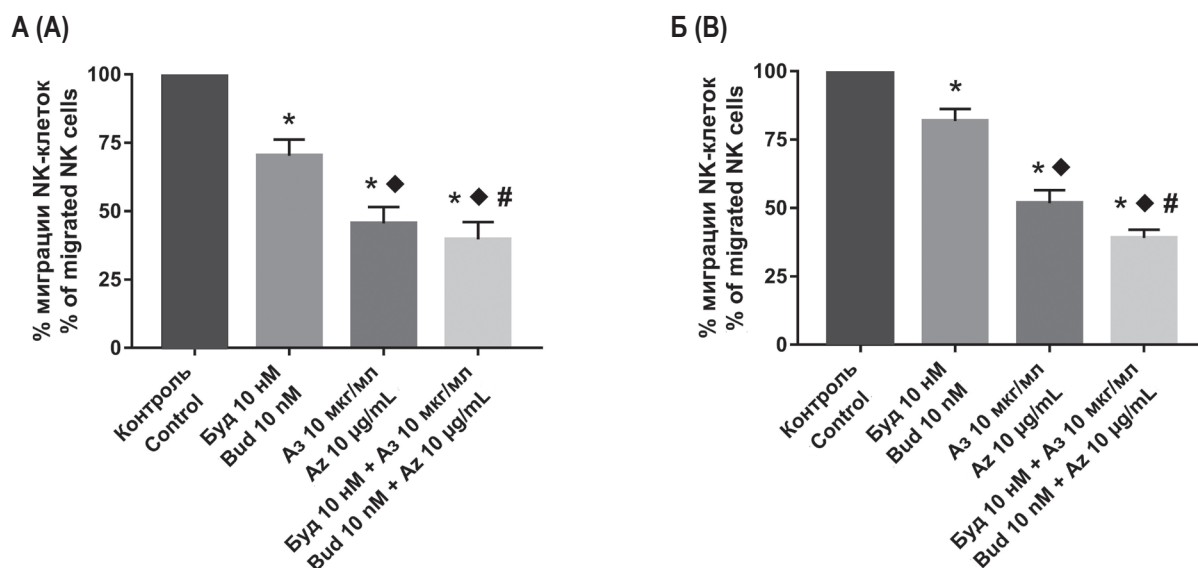 А (A)
% миграции NK-клеток
% of migrated NK cells
100
75
50
25
0
*
* ◆
* ◆ #
Контроль
Control
Буд 10 нМ
Bud 10 nM
Аз 10 мкг/мл
Az 10 µg/mL
Буд 10 нМ + Аз 10 мкг/мл
Bud 10 nM + Az 10 µg/mL
Б (B)
% миграции NK-клеток
% of migrated NK cells
100
75
50
25
0
*
* ◆
* ◆ #
Контроль
Control
Буд 10 нМ
Bud 10 nM
Аз 10 мкг/мл
Az 10 µg/mL
Буд 10 нМ + Аз 10 мкг/мл
Bud 10 nM + Az 10 µg/mL